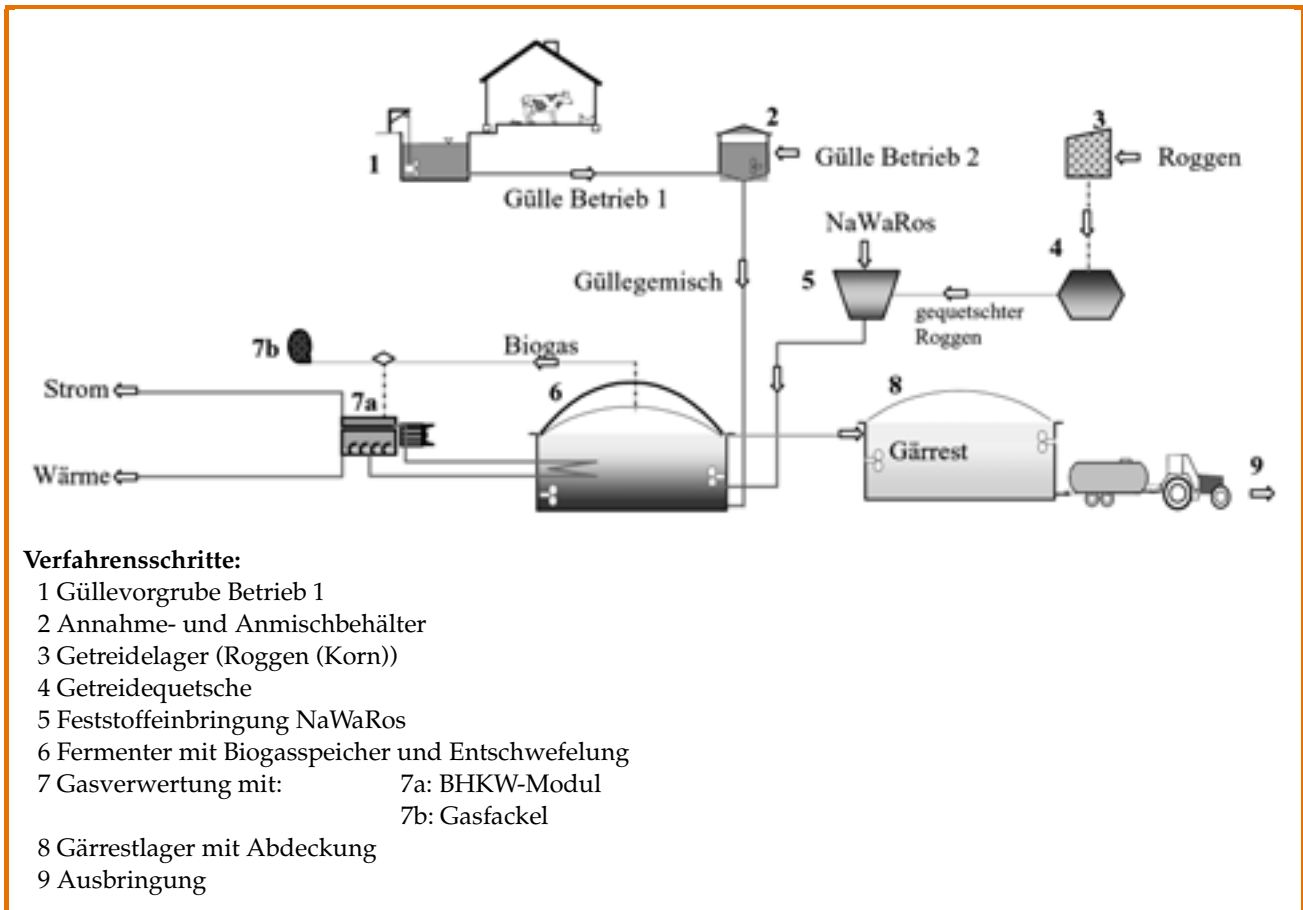 2
3
Gülle Betrieb 2
Roggen
1
Gülle Betrieb 1
NaWaRos
4
5
Güllegemisch
gequetschter
Roggen
7b
Biogas
Strom
7a
6
8
Gärrest
Wärme
9
Verfahrensschritte:
1 Güllevorgrube Betrieb 1
2 Annahme- und Anmischbehälter
3 Getreidelager (Roggen (Korn))
4 Getreidequetsche
5 Feststoffeinbringung NaWaRos
6 Fermenter mit Biogasspeicher und Entschwefelung
7 Gasverwertung mit: 7a: BHKW-Modul
7b: Gasfackel
8 Gärrestlager mit Abdeckung
9 Ausbringung